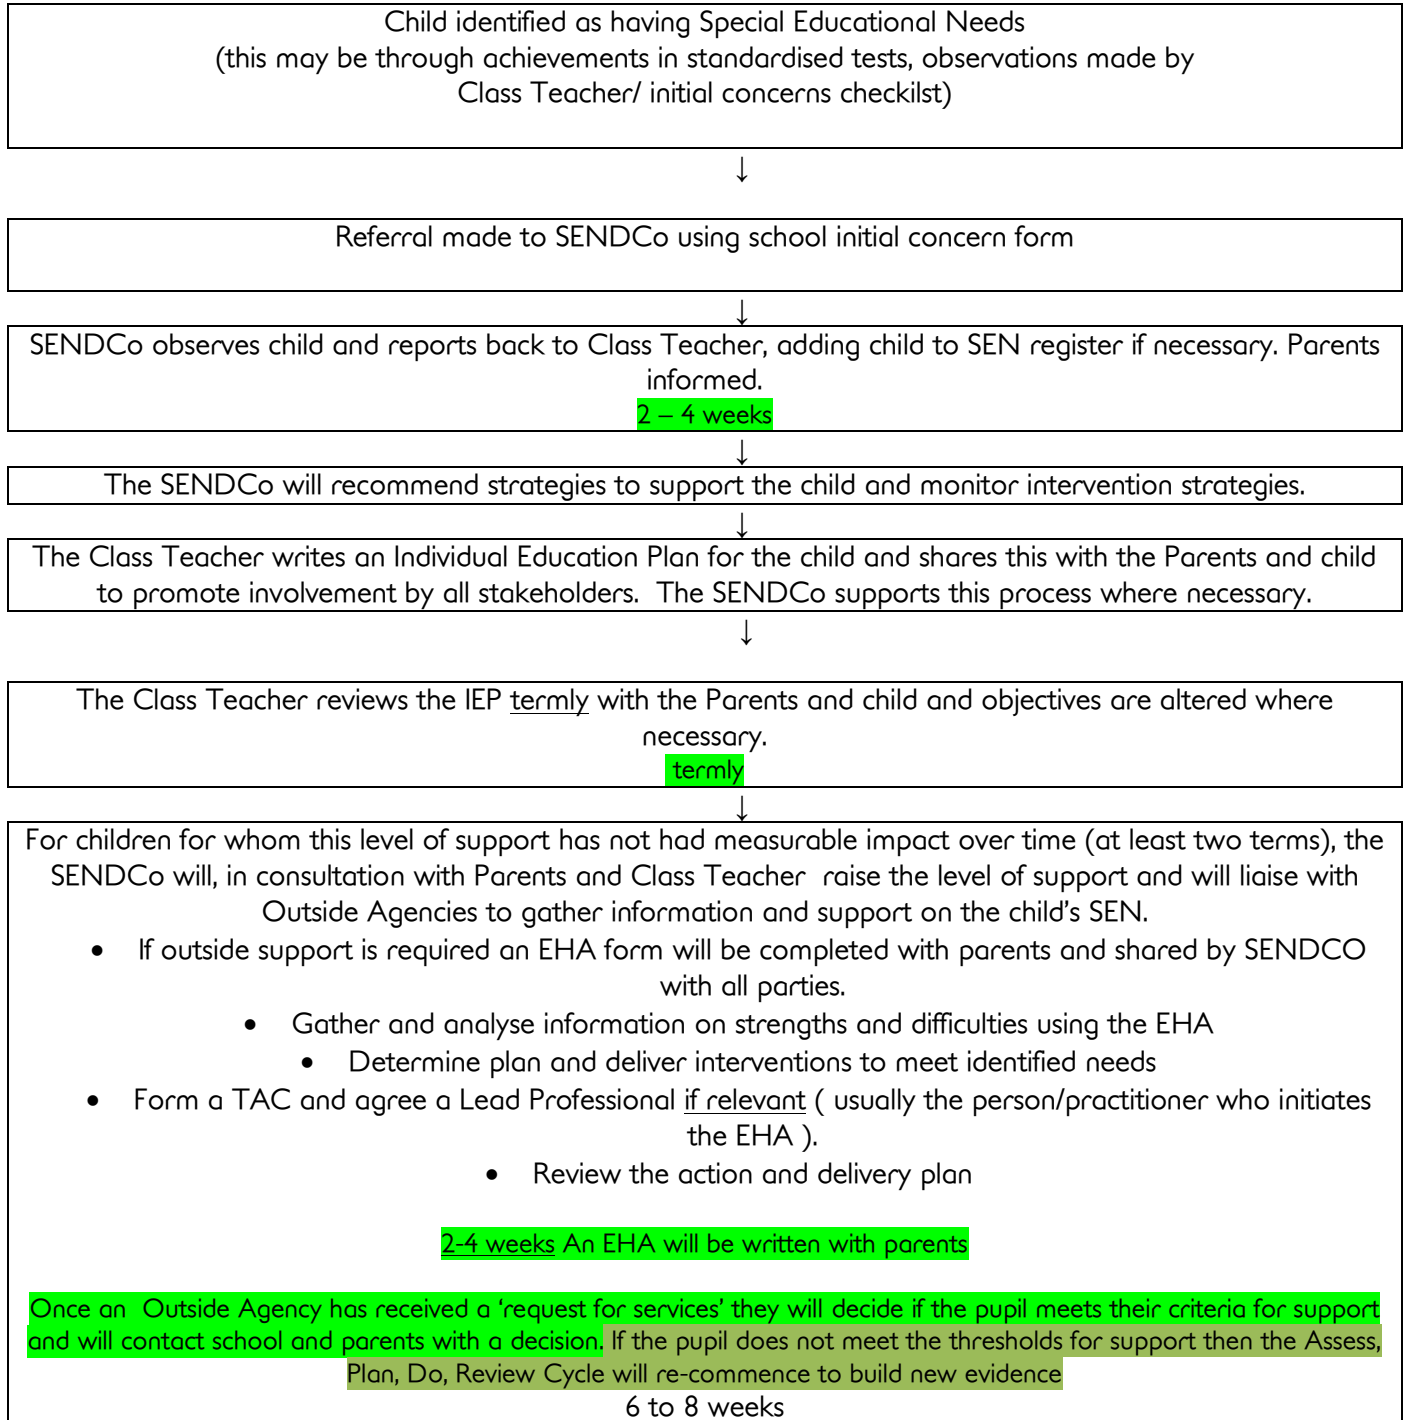 Child identified as having Special Educational Needs
(this may be through achievements in standardised tests, observations made by
Class Teacher/ initial concerns checkilst)
↓
Referral made to SENDCo using school initial concern form
↓
SENDCo observes child and reports back to Class Teacher, adding child to SEN register if necessary. Parents
informed.
2 – 4 weeks
↓
The SENDCo will recommend strategies to support the child and monitor intervention strategies.
↓
The Class Teacher writes an Individual Education Plan for the child and shares this with the Parents and child
to promote involvement by all stakeholders. The SENDCo supports this process where necessary.
↓
The Class Teacher reviews the IEP termly with the Parents and child and objectives are altered where
necessary.
termly
↓
For children for whom this level of support has not had measurable impact over time (at least two terms), the
SENDCo will, in consultation with Parents and Class Teacher raise the level of support and will liaise with
Outside Agencies to gather information and support on the child's SEN.
• If outside support is required an EHA form will be completed with parents and shared by SENDCO
with all parties.
• Gather and analyse information on strengths and difficulties using the EHA
• Determine plan and deliver interventions to meet identified needs
• Form a TAC and agree a Lead Professional if relevant ( usually the person/practitioner who initiates
the EHA ).
• Review the action and delivery plan
2-4 weeks An EHA will be written with parents
Once an Outside Agency has received a 'request for services' they will decide if the pupil meets their criteria for support
and will contact school and parents with a decision. If the pupil does not meet the thresholds for support then the Assess,
Plan, Do, Review Cycle will re-commence to build new evidence
6 to 8 weeks